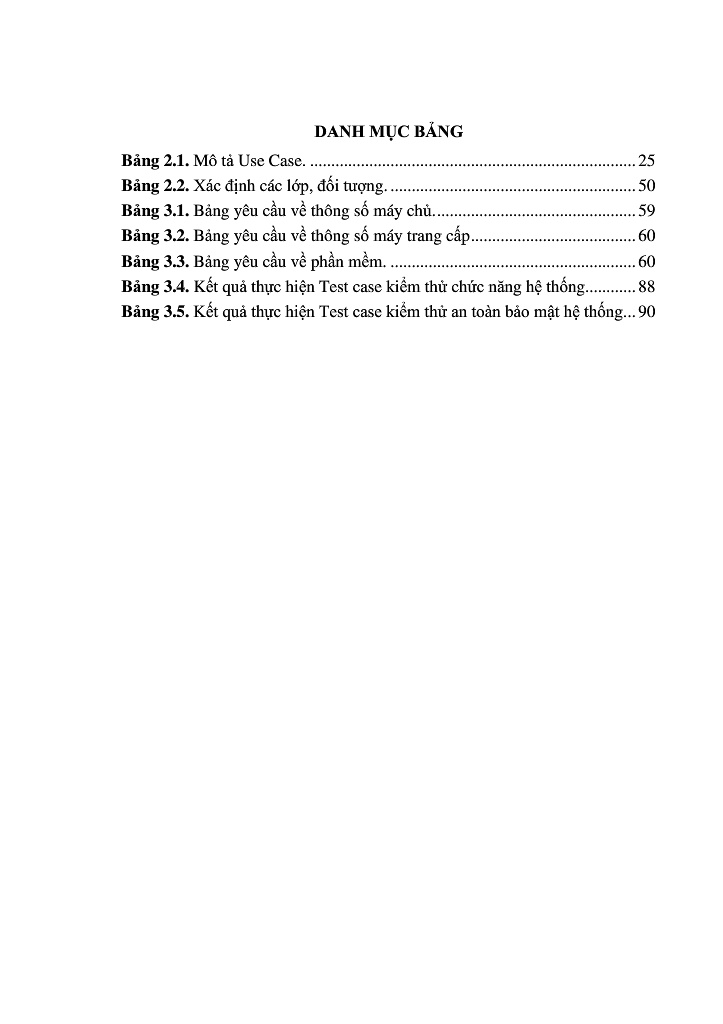 DANH MỤC BẢNG
Bảng 2.1. Mô tả Use Case. .............................................................................. 25
Bảng 2.2. Xác định các lớp, đối tượng. ........................................................... 50
Bảng 3.1. Bảng yêu cầu về thông số máy chủ................................................ 59
Bảng 3.2. Bảng yêu cầu về thông số máy trang cấp....................................... 60
Bảng 3.3. Bảng yêu cầu về phần mềm. ........................................................... 60
Bảng 3.4. Kết quả thực hiện Test case kiểm thử chức năng hệ thống............ 88
Bảng 3.5. Kết quả thực hiện Test case kiểm thử an toàn bảo mật hệ thống... 90